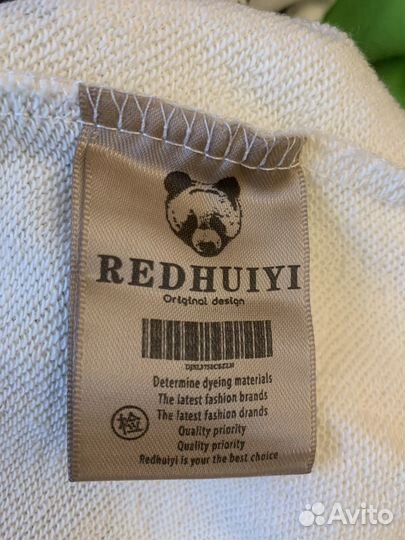 REDHUIYI
Original design
Determine dyeing materials
The latest fashion brands
The latest fashion drands
Quality priority
Quality priority
Redhuiyi is your the best choice
检
Avito